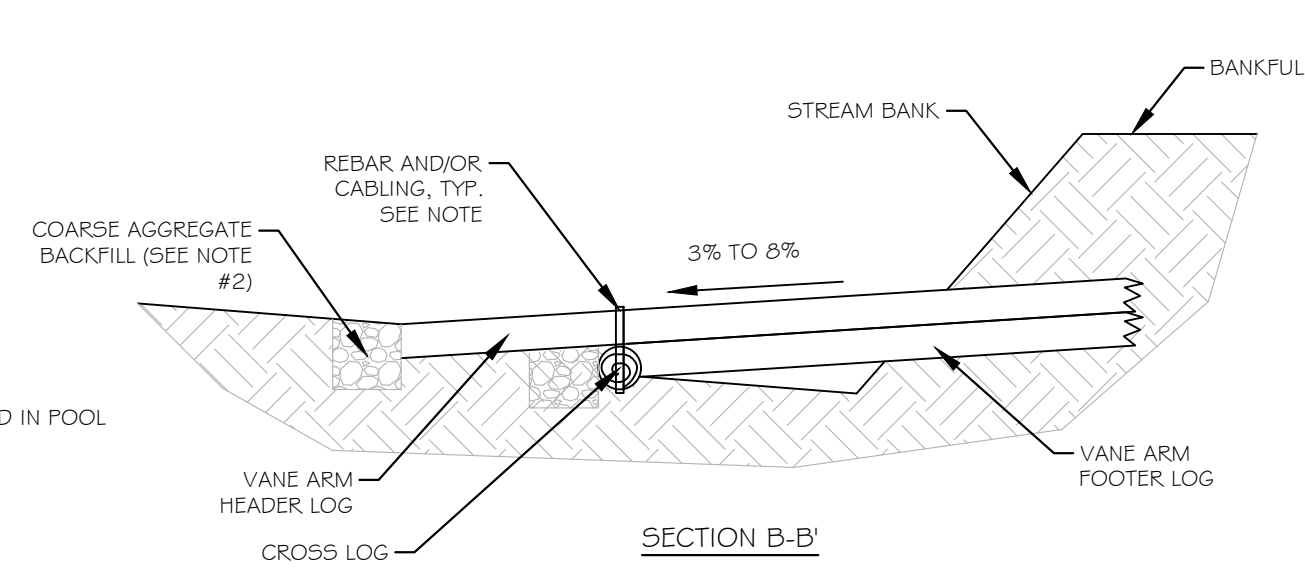 BANKFUL
STREAM BANK
REBAR AND/OR
CABLING, TYP.
SEE NOTE
COARSE AGGREGATE
BACKFILL (SEE NOTE
#2)
3% TO 8%
D IN POOL
VANE ARM
HEADER LOG
VANE ARM
FOOTER LOG
CROSS LOG
SECTION B-B'